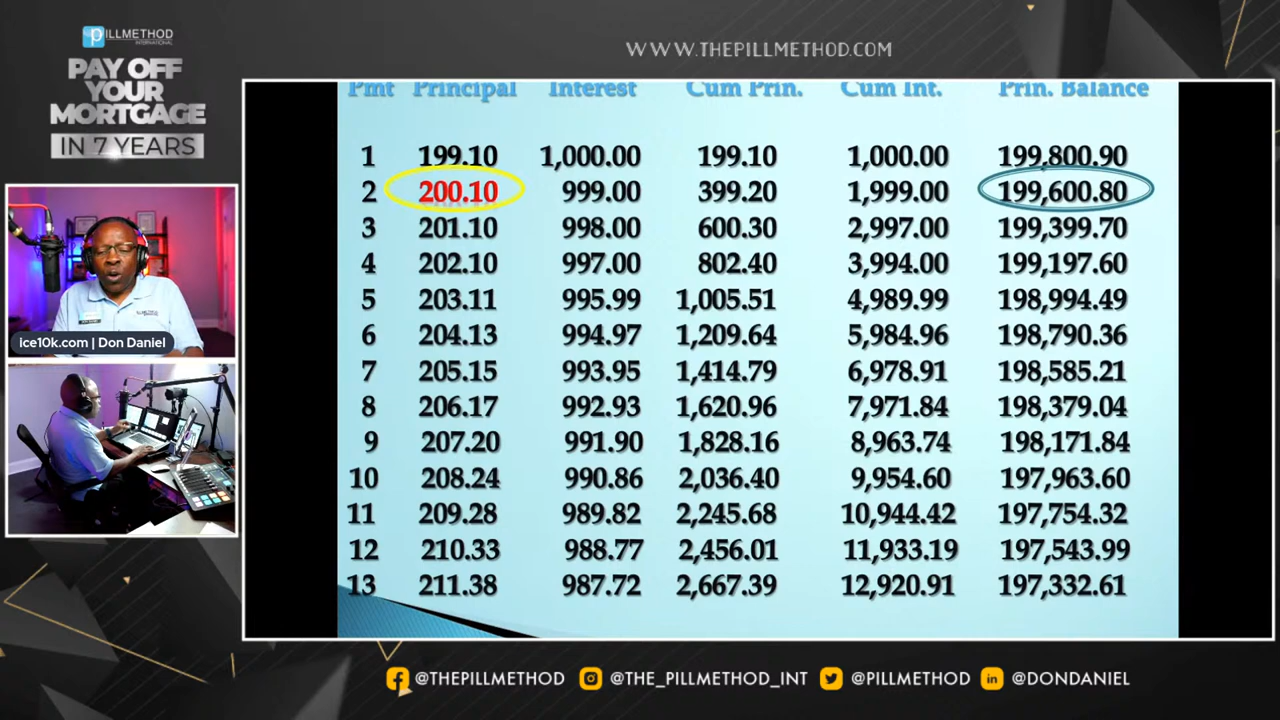 PILLMETHOD
INTERNATIONAL
PAY OFF
YOUR
MORTGAGE
IN 7 YEARS
WWW.THEPILLMETHOD.COM
Pmt Principal Interest Cum Prin. Cum Int. Prin. Balance
1 199.10 1,000.00 199.10 1,000.00 199,800.90
2 200.10 999.00 399.20 1,999.00 199,600.80
3 201.10 998.00 600.30 2,997.00 199,399.70
4 202.10 997.00 802.40 3,994.00 199,197.60
5 203.11 995.99 1,005.51 4,989.99 198,994.49
6 204.13 994.97 1,209.64 5,984.96 198,790.36
7 205.15 993.95 1,414.79 6,978.91 198,585.21
8 206.17 992.93 1,620.96 7,971.84 198,379.04
9 207.20 991.90 1,828.16 8,963.74 198,171.84
10 208.24 990.86 2,036.40 9,954.60 197,963.60
11 209.28 989.82 2,245.68 10,944.42 197,754.32
12 210.33 988.77 2,456.01 11,933.19 197,543.99
13 211.38 987.72 2,667.39 12,920.91 197,332.61
ice10k.com | Don Daniel
@THEPILLMETHOD @THE_PILLMETHOD_INT @PILLMETHOD @DONDANIEL